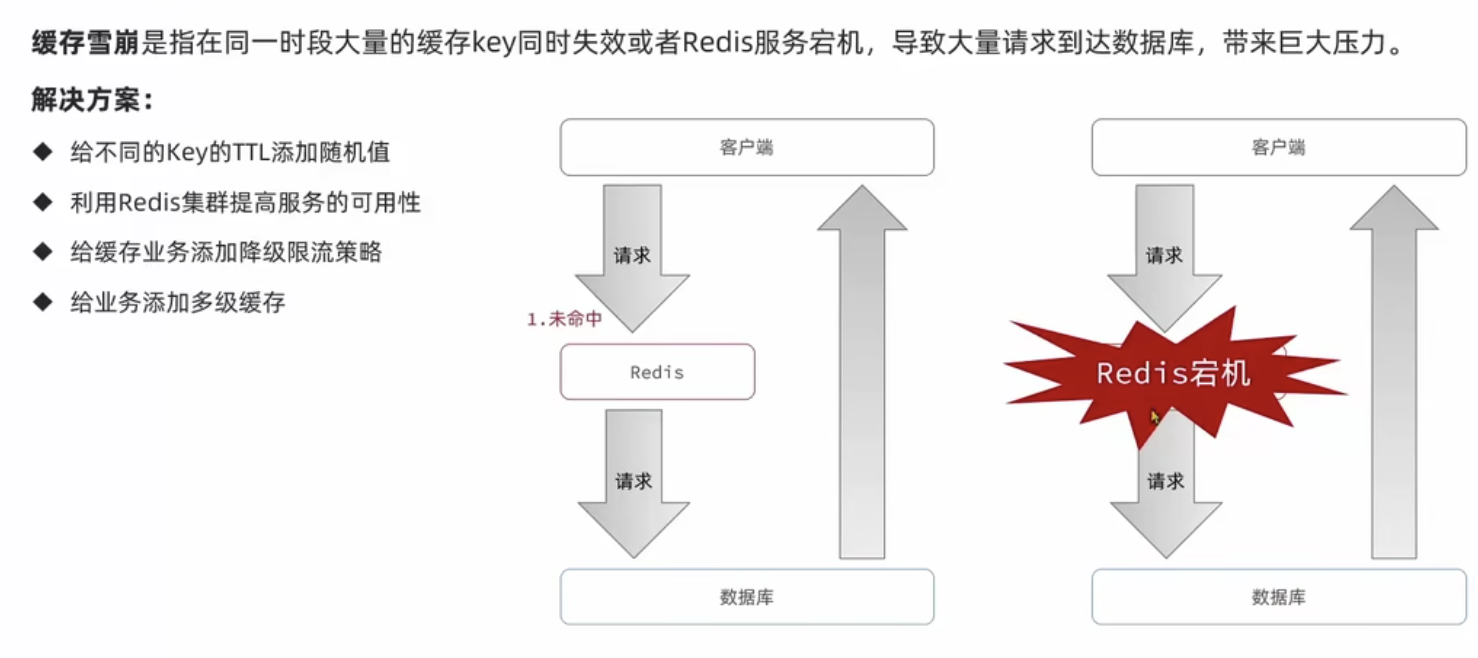 缓存雪崩是指在同一时段大量的缓存key同时失效或者Redis服务宕机，导致大量请求到达数据库，带来巨大压力。
解决方案：
给不同的Key的TTL添加随机值
利用Redis集群提高服务的可用性
给缓存业务添加降级限流策略
给业务添加多级缓存
客户端
请求
1.未命中
Redis
请求
数据库
客户端
请求
Redis宕机
请求
数据库